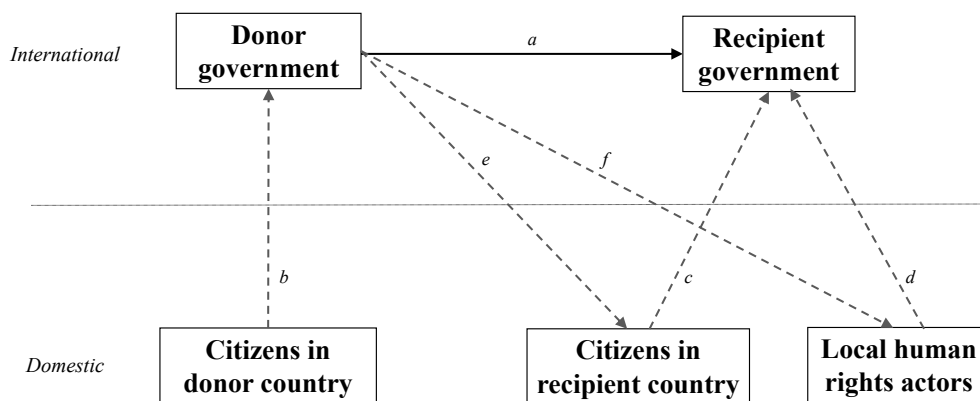 Donor
government
Recipient
government
International
a
e
f
b
c
d
Citizens in
donor country
Citizens in
recipient country
Local human
rights actors
Domestic